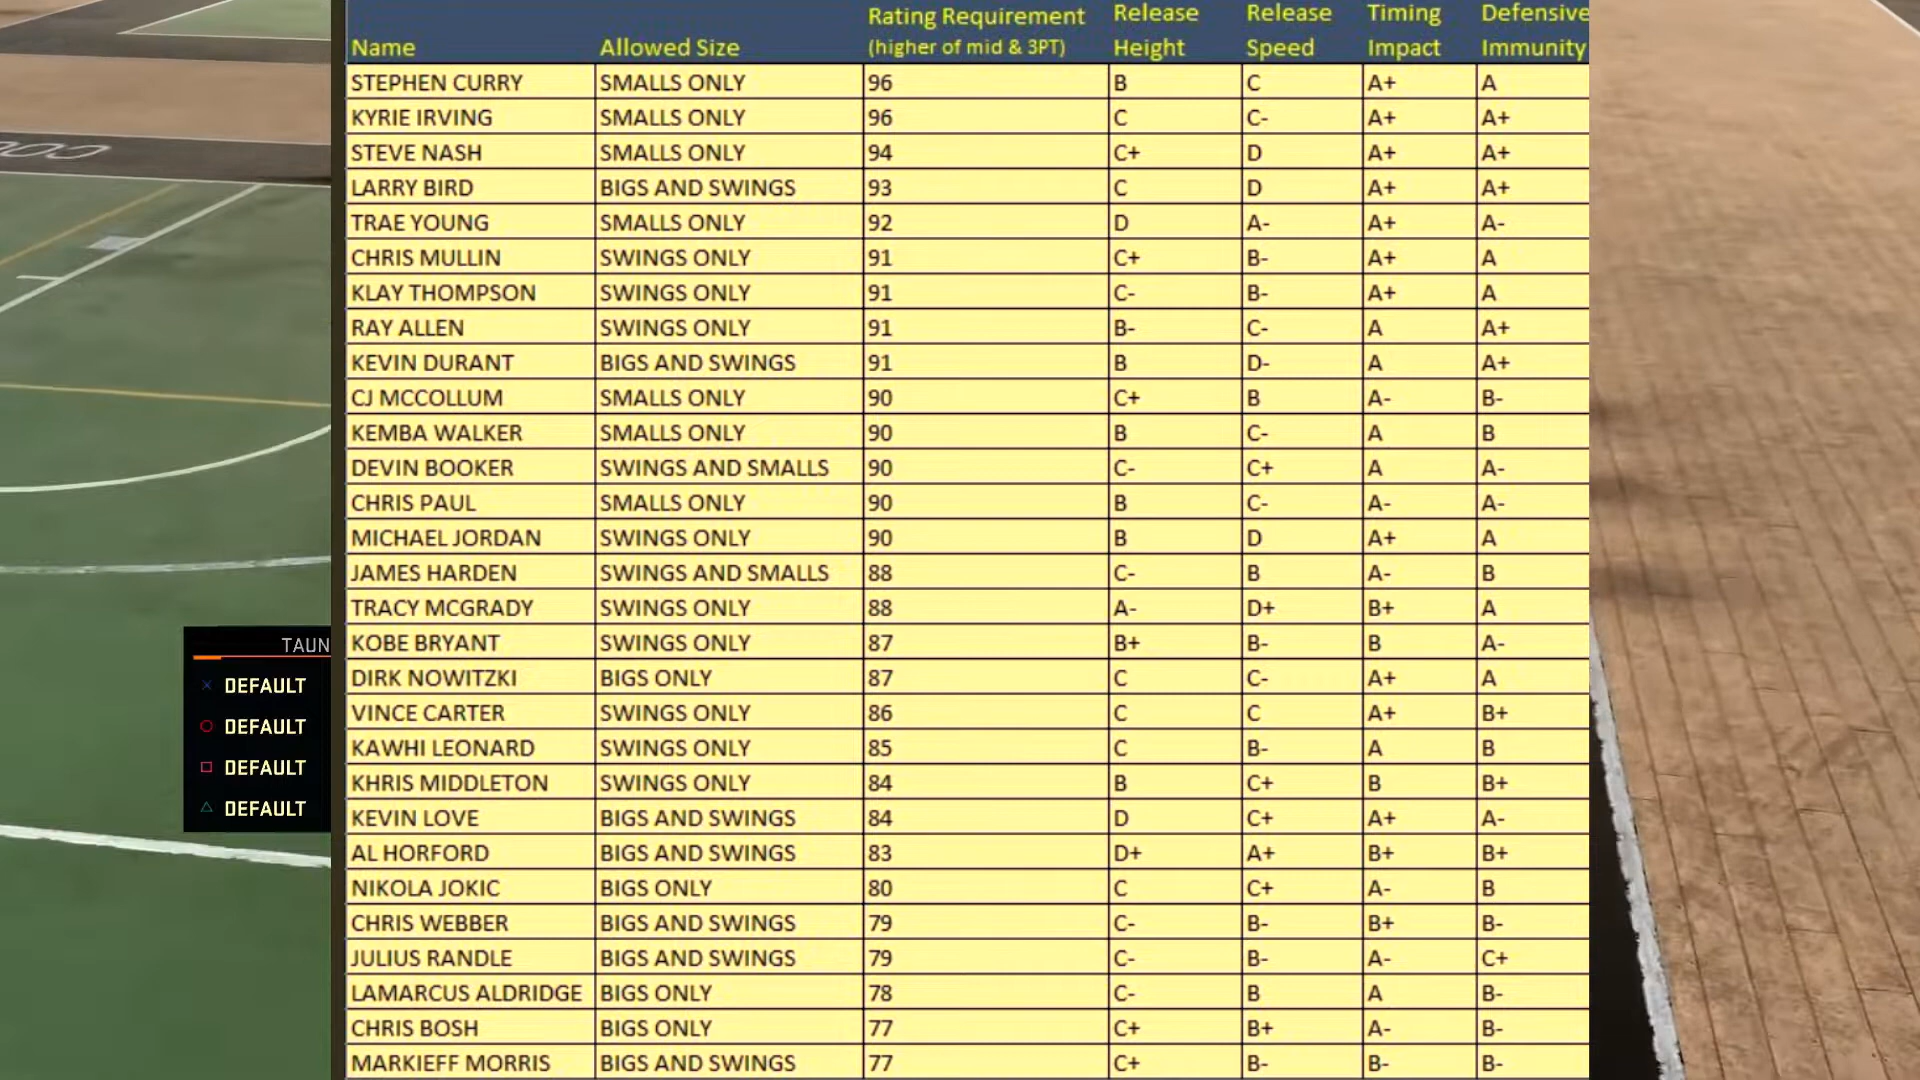 Name Allowed Size Rating Requirement (higher of mid & 3PT) Release Height Release Speed Timing Impact Defensive Immunity
STEPHEN CURRY SMALLS ONLY 96 B C A+ A
KYRIE IRVING SMALLS ONLY 96 C C- A+ A+
STEVE NASH SMALLS ONLY 94 C+ D A+ A+
LARRY BIRD BIGS AND SWINGS 93 C D A+ A+
TRAE YOUNG SMALLS ONLY 92 D A- A+ A-
CHRIS MULLIN SWINGS ONLY 91 C+ B- A+ A
KLAY THOMPSON SWINGS ONLY 91 C- B- A+ A
RAY ALLEN SWINGS ONLY 91 B- C- A A+
KEVIN DURANT BIGS AND SWINGS 91 B D- A A+
CJ MCCOLLUM SMALLS ONLY 90 C+ B A- B-
KEMBA WALKER SMALLS ONLY 90 B C- A B
DEVIN BOOKER SWINGS AND SMALLS 90 C- C+ A A-
CHRIS PAUL SMALLS ONLY 90 B C- A- A-
MICHAEL JORDAN SWINGS ONLY 90 B D A+ A
JAMES HARDEN SWINGS AND SMALLS 88 C- B A- B
TRACY MCGRADY SWINGS ONLY 88 A- D+ B+ A
KOBE BRYANT SWINGS ONLY 87 B+ B- B A-
DIRK NOWITZKI BIGS ONLY 87 C C- A+ A
VINCE CARTER SWINGS ONLY 86 C C A+ B+
KAWHI LEONARD SWINGS ONLY 85 C B- A B
KHRIS MIDDLETON SWINGS ONLY 84 B C+ B B+
KEVIN LOVE BIGS AND SWINGS 84 D C+ A+ A-
AL HORFORD BIGS AND SWINGS 83 D+ A+ B+ B+
NIKOLA JOKIC BIGS ONLY 80 C C+ A- B
CHRIS WEBBER BIGS AND SWINGS 79 C- B- B+ B-
JULIUS RANDLE BIGS AND SWINGS 79 C- B- A- C+
LAMARCUS ALDRIDGE BIGS ONLY 78 C- B A B-
CHRIS BOSH BIGS ONLY 77 C+ B+ A- B-
MARKIEFF MORRIS BIGS AND SWINGS 77 C+ B- B- B-
TAUN
DEFAULT
DEFAULT
DEFAULT
DEFAULT